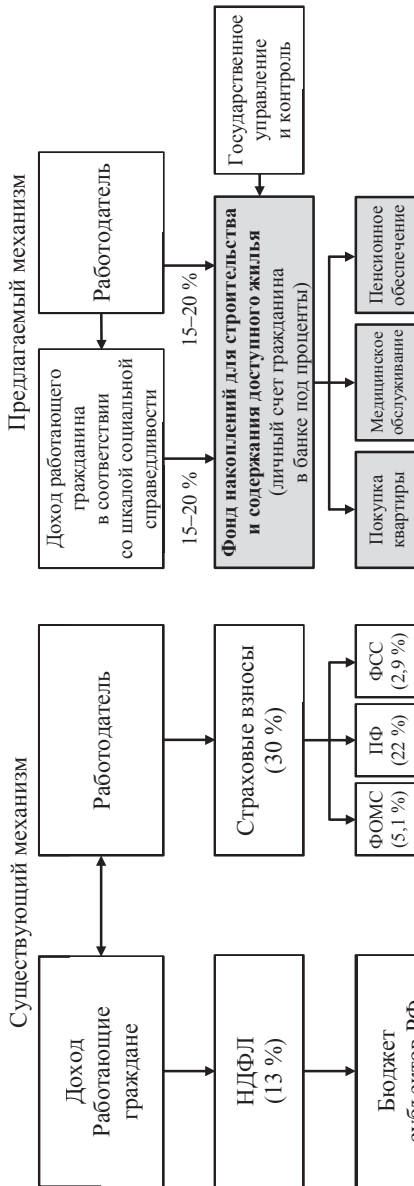 Существующий механизм
Доход
Работающие
граждане
Работодатель
НДФЛ
(13 %)
Страховые взносы
(30 %)
Бюджет
ФОМС
(5,1 %)
ПФ
(22 %)
ФСС
(2,9 %)
Предлагаемый механизм
Доход работающего
гражданина
в соответствии
со шкалой социальной
справедливости
Работодатель
15–20 %
15–20 %
Фонд накоплений для строительства
и содержания доступного жилья
(личный счет гражданина
в банке под проценты)
Государственное
управление
и контроль
Покупка
квартиры
Медицинское
обслуживание
Пенсионное
обеспечение